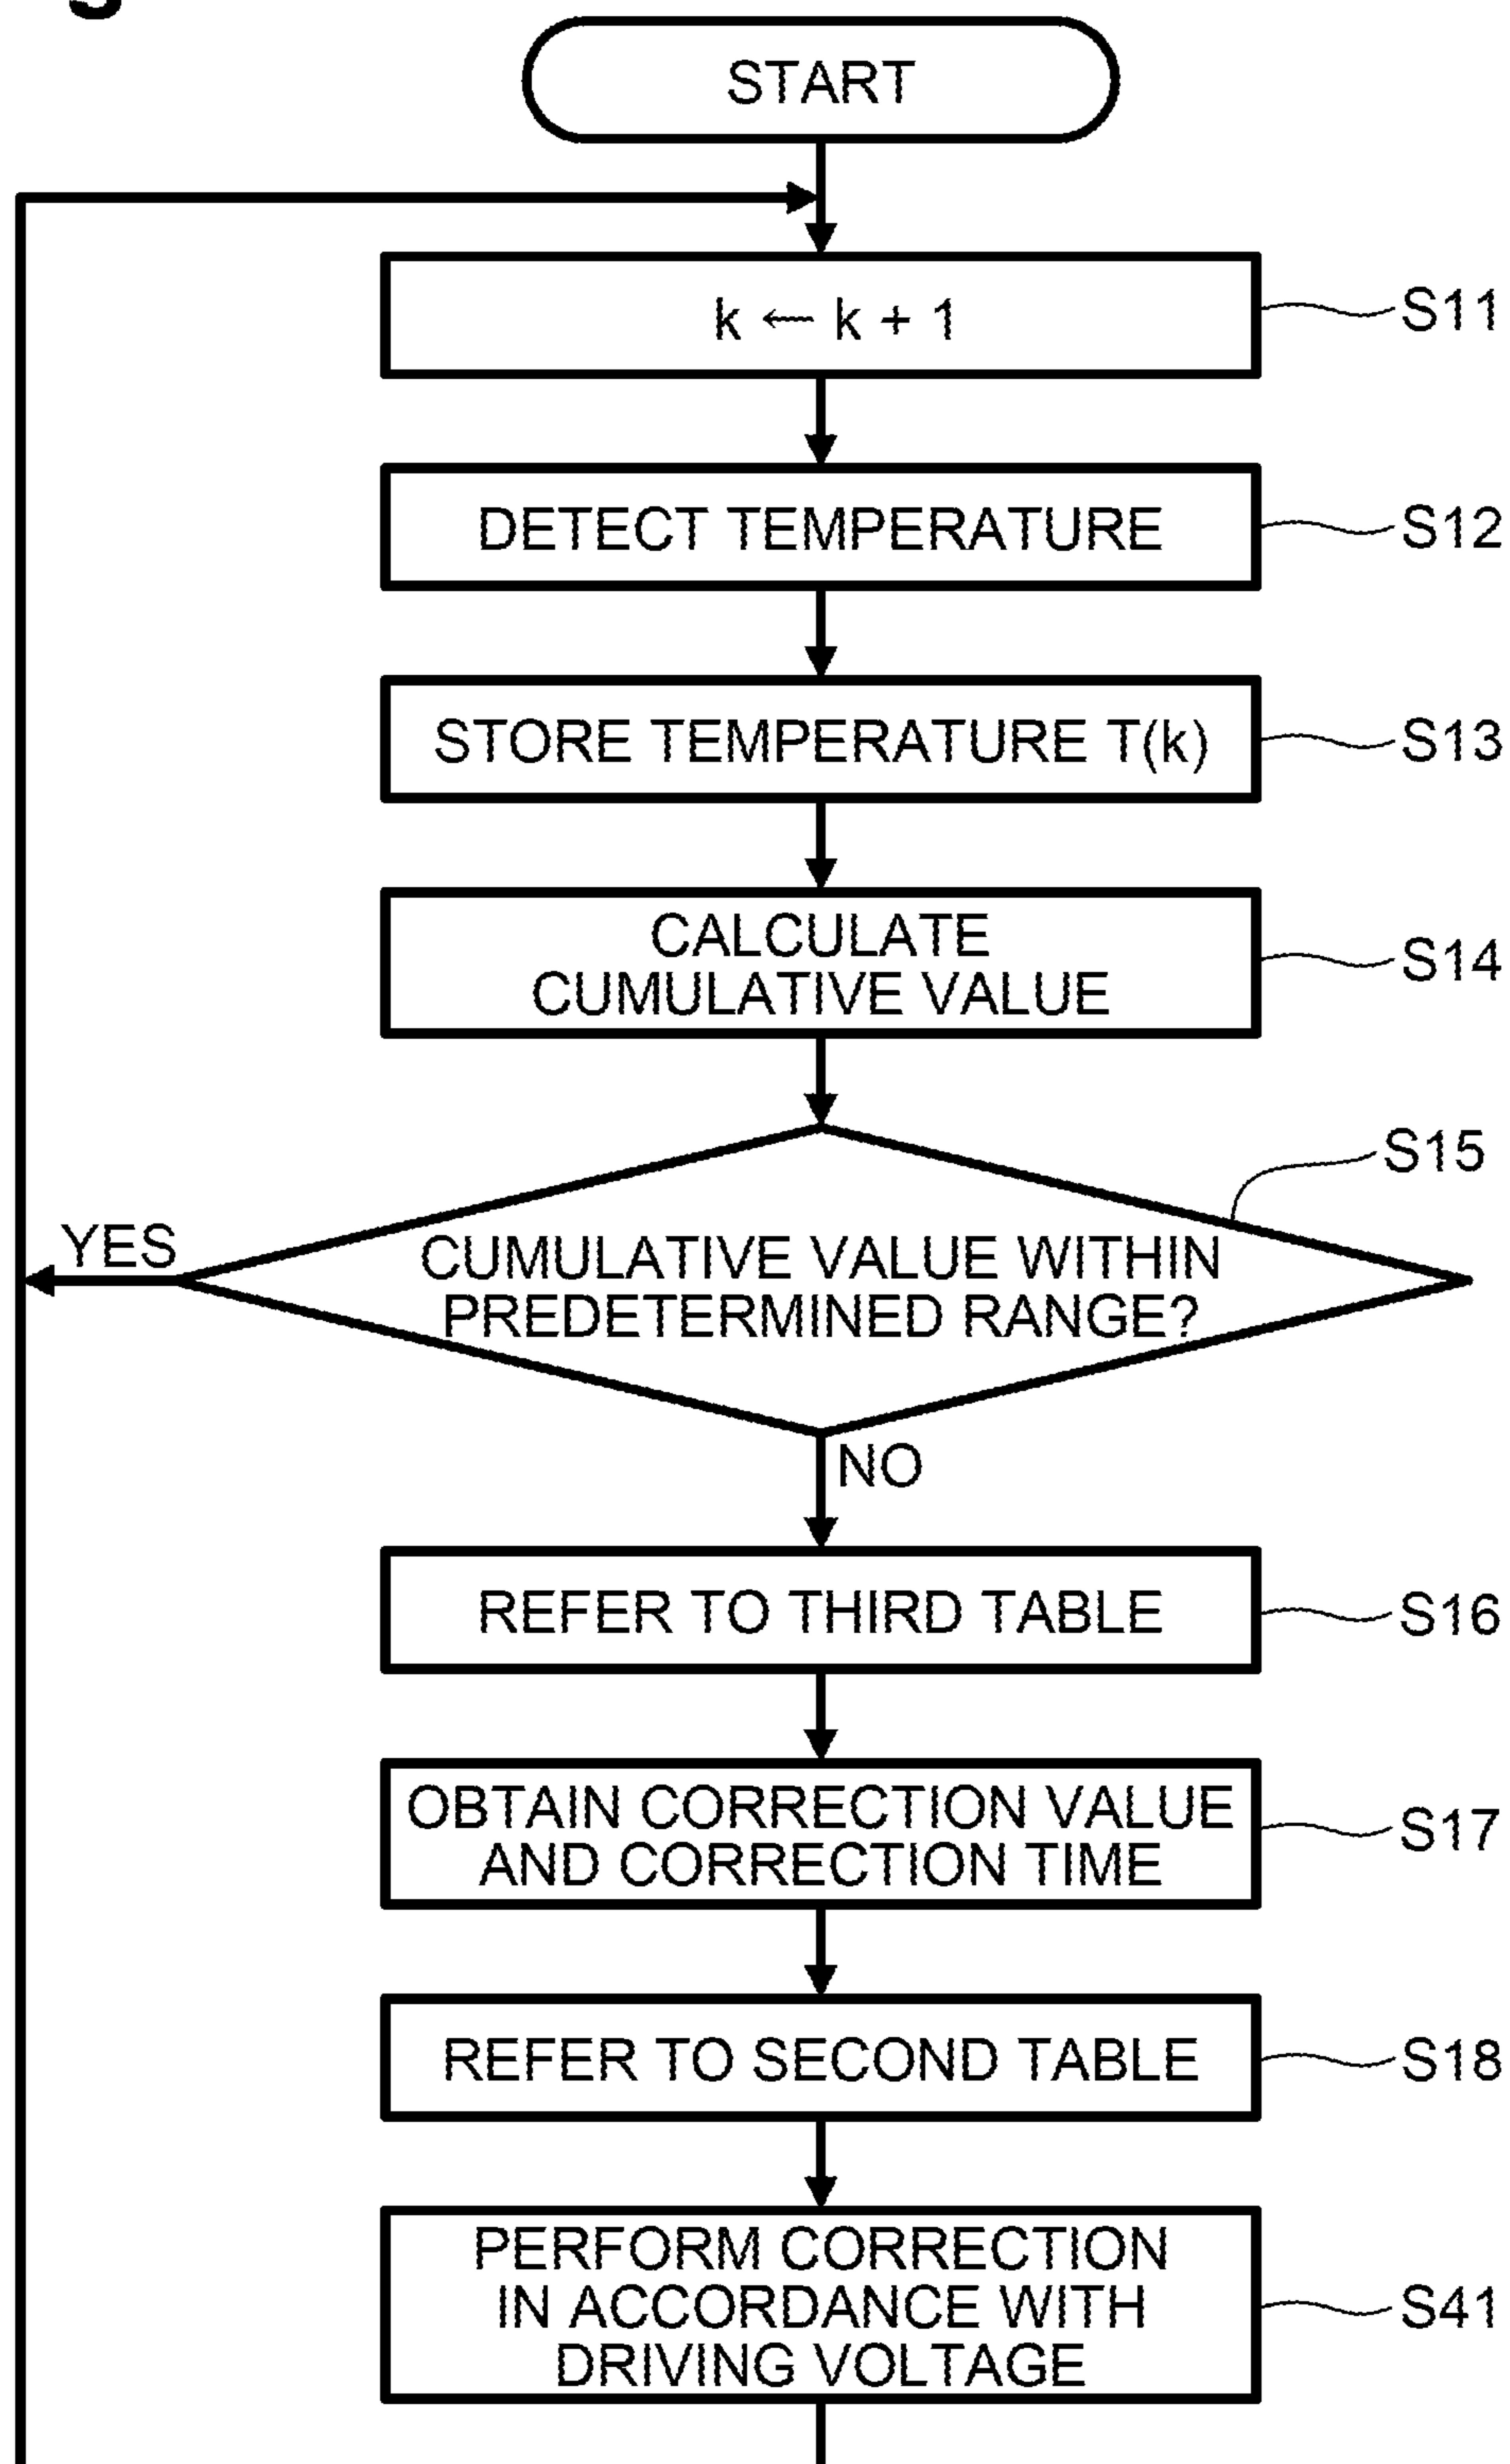 START
k ← k + 1
S11
DETECT TEMPERATURE
S12
STORE TEMPERATURE T(k)
S13
CALCULATE
CUMULATIVE VALUE
S14
S15
YES
CUMULATIVE VALUE WITHIN
PREDETERMINED RANGE?
NO
REFER TO THIRD TABLE
S16
OBTAIN CORRECTION VALUE
AND CORRECTION TIME
S17
REFER TO SECOND TABLE
S18
PERFORM CORRECTION
IN ACCORDANCE WITH
DRIVING VOLTAGE
S41